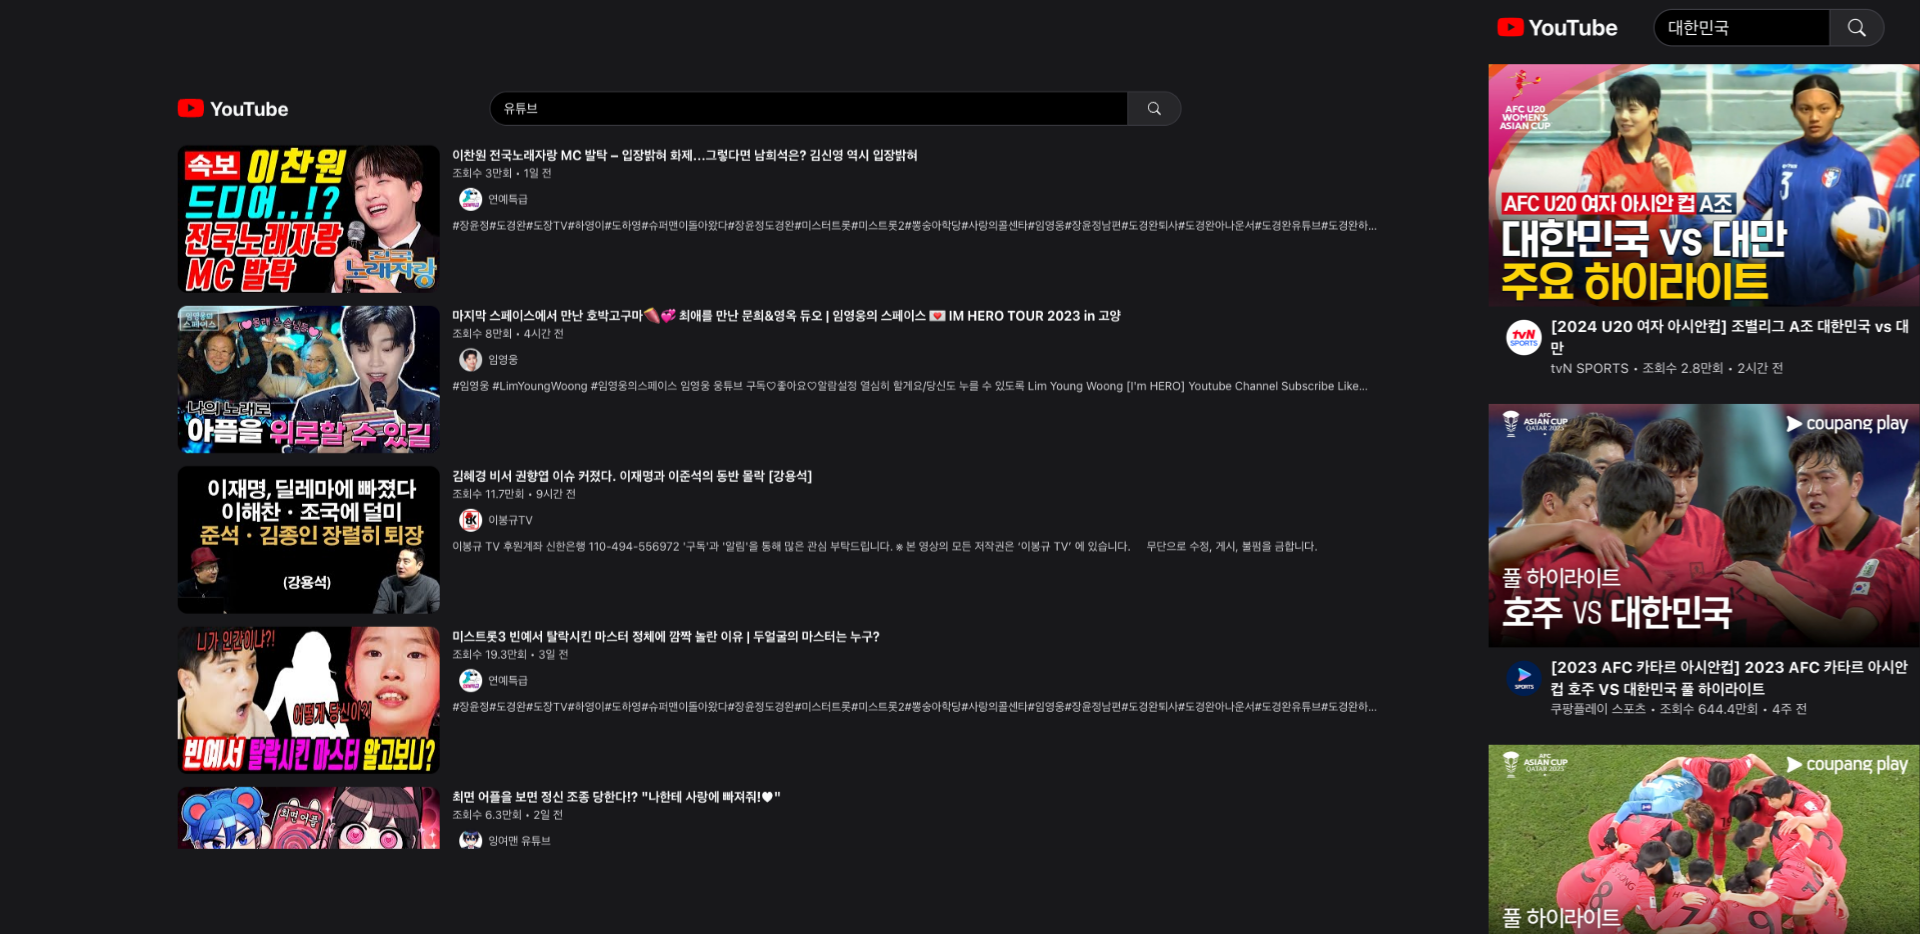 YouTube
유튜브
속보 이찬원
드디어..!?
전국노래자랑
MC 발탁
전국
노래자랑
이찬원 전국노래자랑 MC 발탁 – 입장밝혀 화제...그렇다면 남희석은? 김신영 역시 입장밝혀
조회수 3만회 • 1일 전
연예특급
#장윤정#도경완#도장TV#하영이#도하영#슈퍼맨이돌아왔다#장윤정도경완#미스터트롯#미스트롯2#뽕숭아학당#사랑의콜센타#임영웅#장윤정남편#도경완퇴사#도경완아나운서#도경완유튜브#도경완하...
임영웅의
스페이스
나의 노래로
아픔을 위로할 수 있길
마지막 스페이스에서 만난 호박고구마🍠💞 최애를 만난 문희&영옥 듀오 | 임영웅의 스페이스 💌 IM HERO TOUR 2023 in 고양
조회수 8만회 • 4시간 전
임영웅
#임영웅 #LimYoungWoong #임영웅의스페이스 임영웅 웅튜브 구독♡좋아요♡알람설정 열심히 할게요/당신도 누를 수 있도록 Lim Young Woong [I'm HERO] Youtube Channel Subscribe Like...
이재명, 딜레마에 빠졌다
이해찬 · 조국에 덜미
준석 · 김종인 장렬히 퇴장
(강용석)
김혜경 비서 권향엽 이슈 커졌다. 이재명과 이준석의 동반 몰락 [강용석]
조회수 11.7만회 • 9시간 전
이봉규TV
이봉규 TV 후원계좌 신한은행 110-494-556972 '구독'과 '알림'을 통해 많은 관심 부탁드립니다. ※ 본 영상의 모든 저작권은 ‘이봉규 TV’ 에 있습니다. 무단으로 수정, 게시, 불펌을 금합니다.
니가 인간이냐?!
어떻게 당신이?!
빈예서 탈락시킨 마스터 알고보니?
미스트롯3 빈예서 탈락시킨 마스터 정체에 깜짝 놀란 이유 | 두얼굴의 마스터는 누구?
조회수 19.3만회 • 3일 전
연예특급
#장윤정#도경완#도장TV#하영이#도하영#슈퍼맨이돌아왔다#장윤정도경완#미스터트롯#미스트롯2#뽕숭아학당#사랑의콜센타#임영웅#장윤정남편#도경완퇴사#도경완아나운서#도경완유튜브#도경완하...
최면어플
최면 어플을 보면 정신 조종 당한다!? "나한테 사랑에 빠져줘!♥"
조회수 6.3만회 • 2일 전
잉여맨 유튜브
YouTube
대한민국
AFC U20
WOMEN'S
ASIAN CUP
3
AFC U20 여자 아시안 컵 A조
대한민국 vs 대만
주요 하이라이트
tvN
SPORTS
[2024 U20 여자 아시안컵] 조별리그 A조 대한민국 vs 대
만
tvN SPORTS • 조회수 2.8만회 • 2시간 전
AFC
ASIAN CUP
QATAR 2023
coupang play
풀 하이라이트
호주 VS 대한민국
SPORTS
[2023 AFC 카타르 아시안컵] 2023 AFC 카타르 아시안
컵 호주 VS 대한민국 풀 하이라이트
쿠팡플레이 스포츠 • 조회수 644.4만회 • 4주 전
AFC
ASIAN CUP
QATAR 2023
coupang play
풀 하이라이트